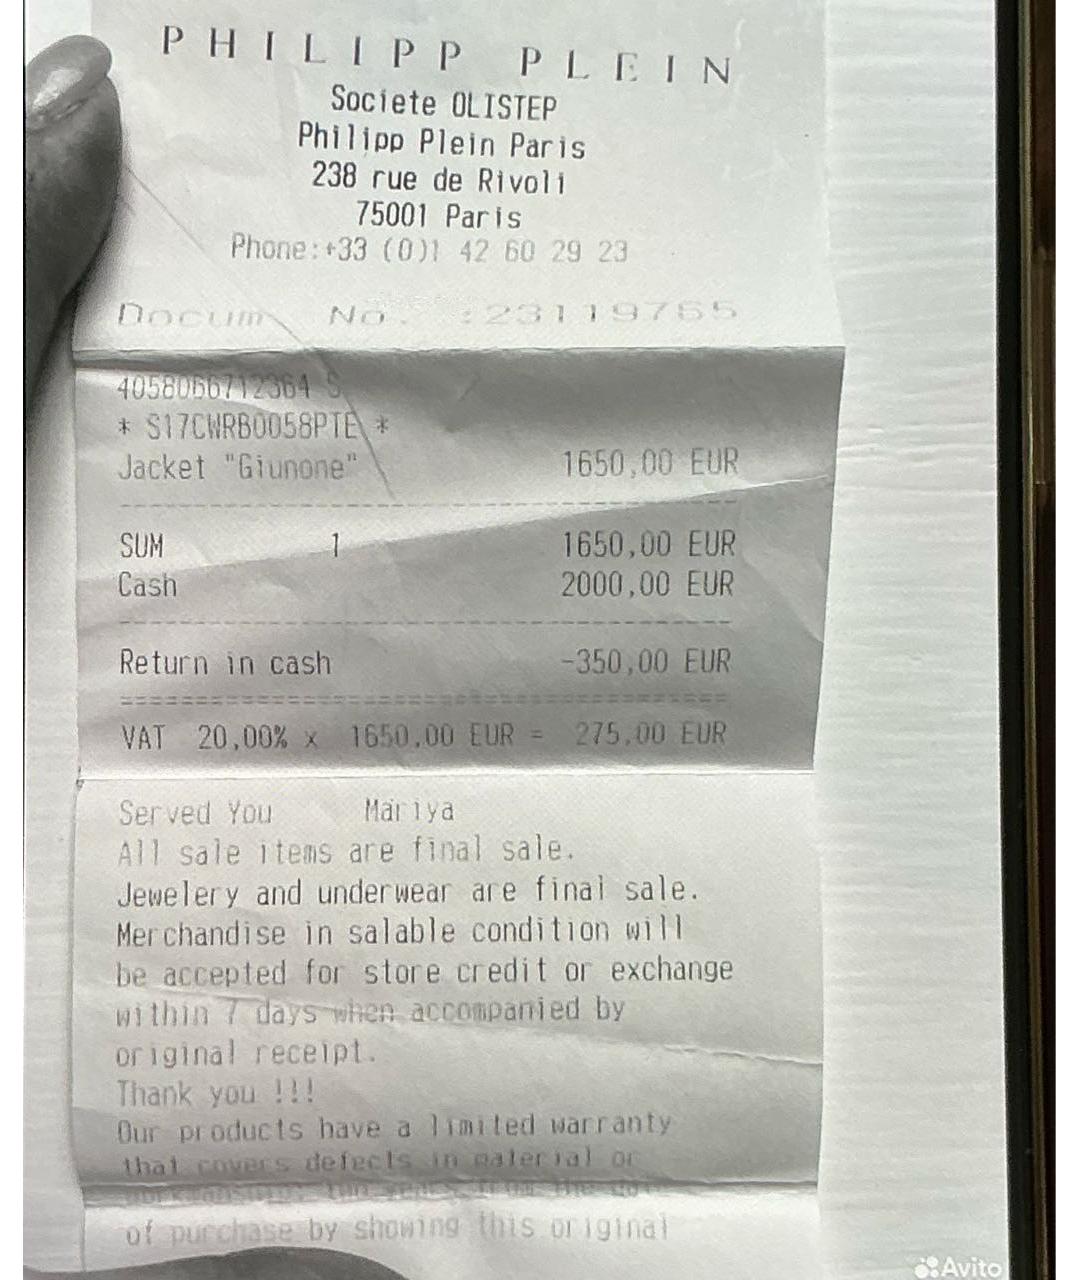 PHILIPP PLEIN
Societe OLISTEP
Philipp Plein Paris
238 rue de Rivoli
75001 Paris
Phone:+33 (0)1 42 60 29 23
Docum No. :23119765
4058066712364 S
* S17CWRB0058PTE *
Jacket "Giunone" 1650,00 EUR
SUM 1 1650,00 EUR
Cash 2000,00 EUR
Return in cash -350,00 EUR
VAT 20,00% x 1650,00 EUR = 275,00 EUR
Served You Mariya
All sale items are final sale.
Jewelery and underwear are final sale.
Merchandise in salable condition will
be accepted for store credit or exchange
within 7 days when accompanied by
original receipt.
Thank you !!!
Our products have a limited warranty
that covers defects in material or
two years from the
of purchase by showing this original
Avito